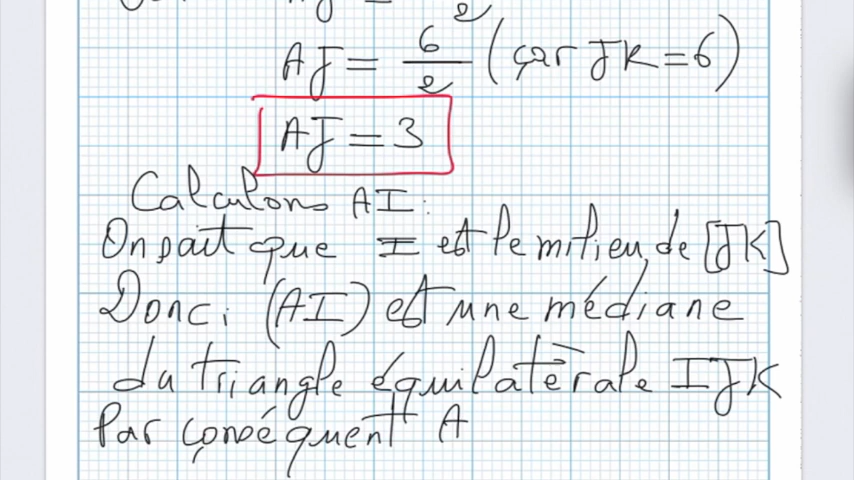 AJ = 6/2 (car JK = 6)
AJ = 3
Calculons AI:
On sait que I est le milieu de [JK]
Donc; (AI) est une médiane
du triangle équilatèrale IJK
Par conséquent A